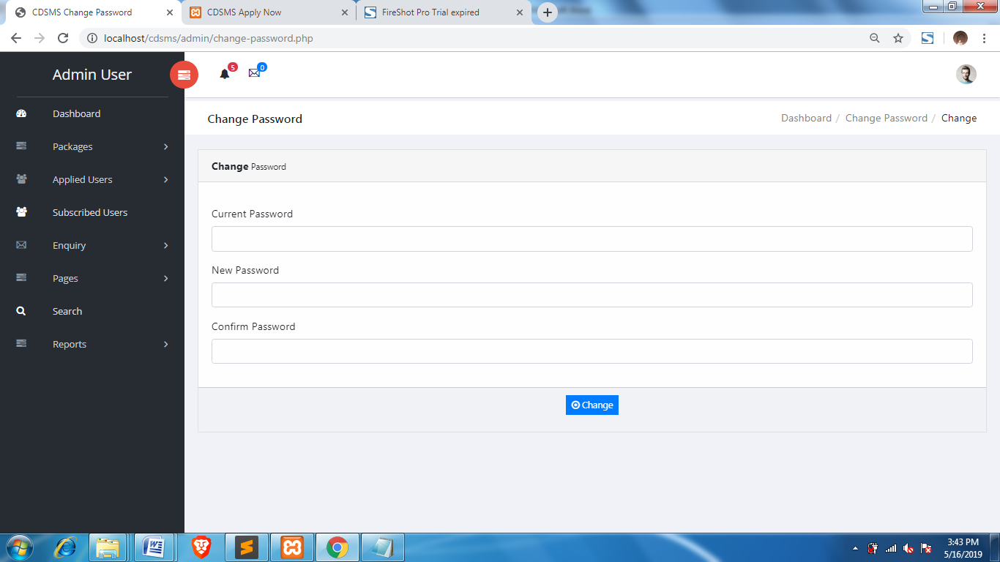 CDSMS Change Password
CDSMS Apply Now
FireShot Pro Trial expired
localhost/cdsms/admin/change-password.php
Admin User
5
0
Dashboard
Packages
Applied Users
Subscribed Users
Enquiry
Pages
Search
Reports
Change Password
Dashboard / Change Password / Change
Change Password
Current Password
New Password
Confirm Password
Change
3:43 PM
5/16/2019